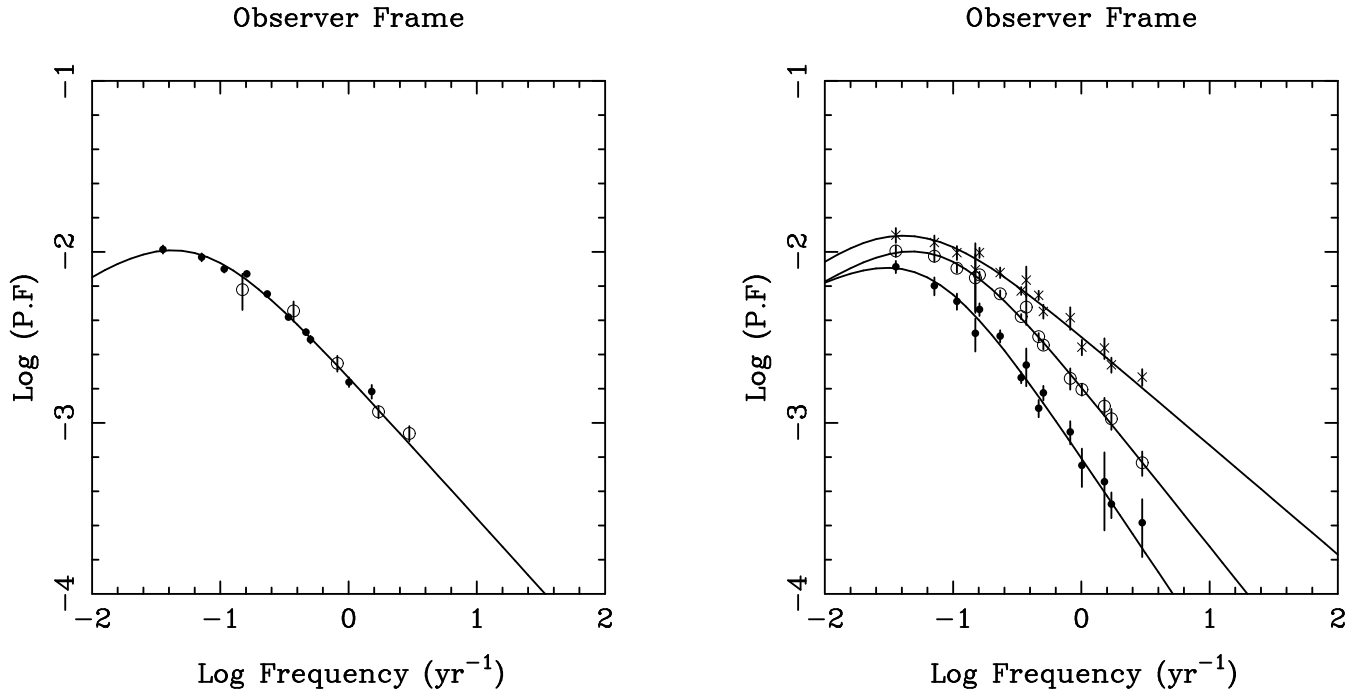 Observer Frame
−1
−2
−3
−4
Log (P.F)
−2 −1 0 1 2
Log Frequency (yr⁻¹)
Observer Frame
−1
−2
−3
−4
Log (P.F)
−2 −1 0 1 2
Log Frequency (yr⁻¹)